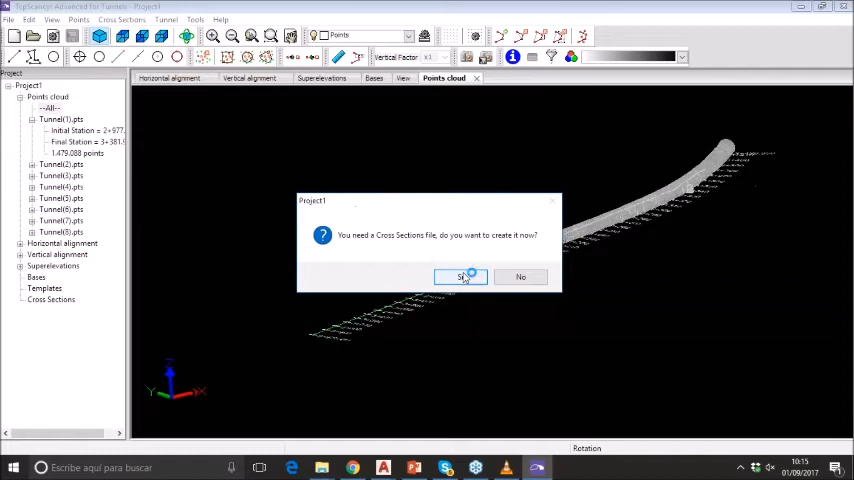 TcpScancyr Advanced for Tunnels - Project1
File Edit View Points Cross Sections Tunnel Tools Help
Points
Vertical Factor x1
Project
Horizontal alignment Vertical alignment Superelevations Bases View Points cloud
Project1
Points cloud
--All--
Tunnel(1).pts
Initial Station = 2+977.
Final Station = 3+381.9
1.479.088 points
Tunnel(2).pts
Tunnel(3).pts
Tunnel(4).pts
Tunnel(5).pts
Tunnel(6).pts
Tunnel(7).pts
Tunnel(8).pts
Horizontal alignment
Vertical alignment
Superelevations
Bases
Templates
Cross Sections
Project1
You need a Cross Sections file, do you want to create it now?
No
Z
Y X
Rotation
Escribe aquí para buscar
10:15
01/09/2017